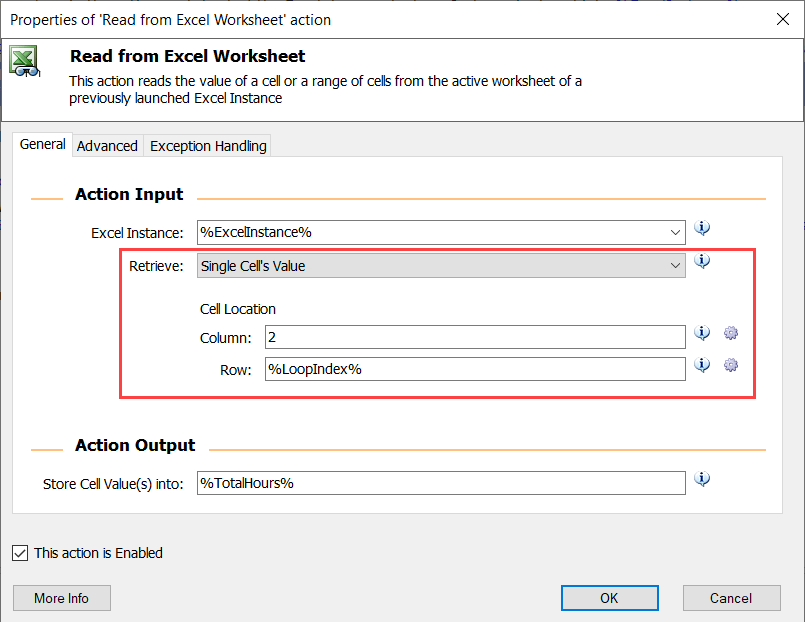 Properties of 'Read from Excel Worksheet' action
Read from Excel Worksheet
This action reads the value of a cell or a range of cells from the active worksheet of a
previously launched Excel Instance
General Advanced Exception Handling
Action Input
Excel Instance: %ExcelInstance%
Retrieve: Single Cell's Value
Cell Location
Column: 2
Row: %LoopIndex%
Action Output
Store Cell Value(s) into: %TotalHours%
This action is Enabled
More Info OK Cancel